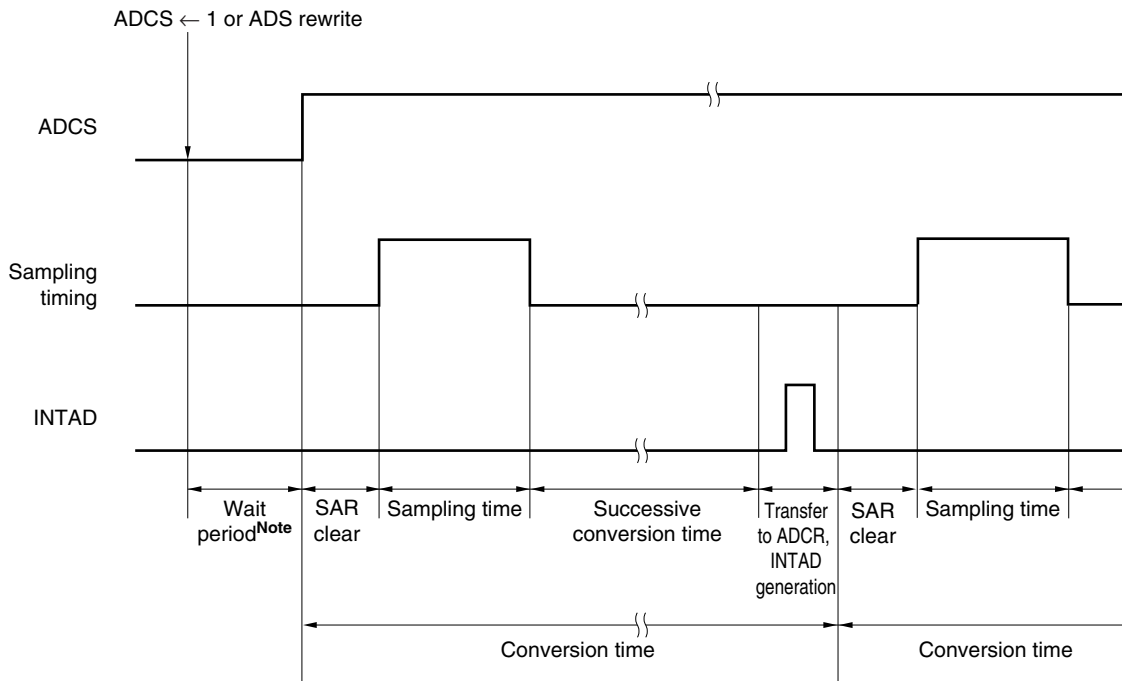 ADCS ← 1 or ADS rewrite
ADCS
Sampling
timing
INTAD
Wait
periodNote
SAR
clear
Sampling time
Successive
conversion time
Transfer
to ADCR,
INTAD
generation
SAR
clear
Sampling time
Conversion time
Conversion time